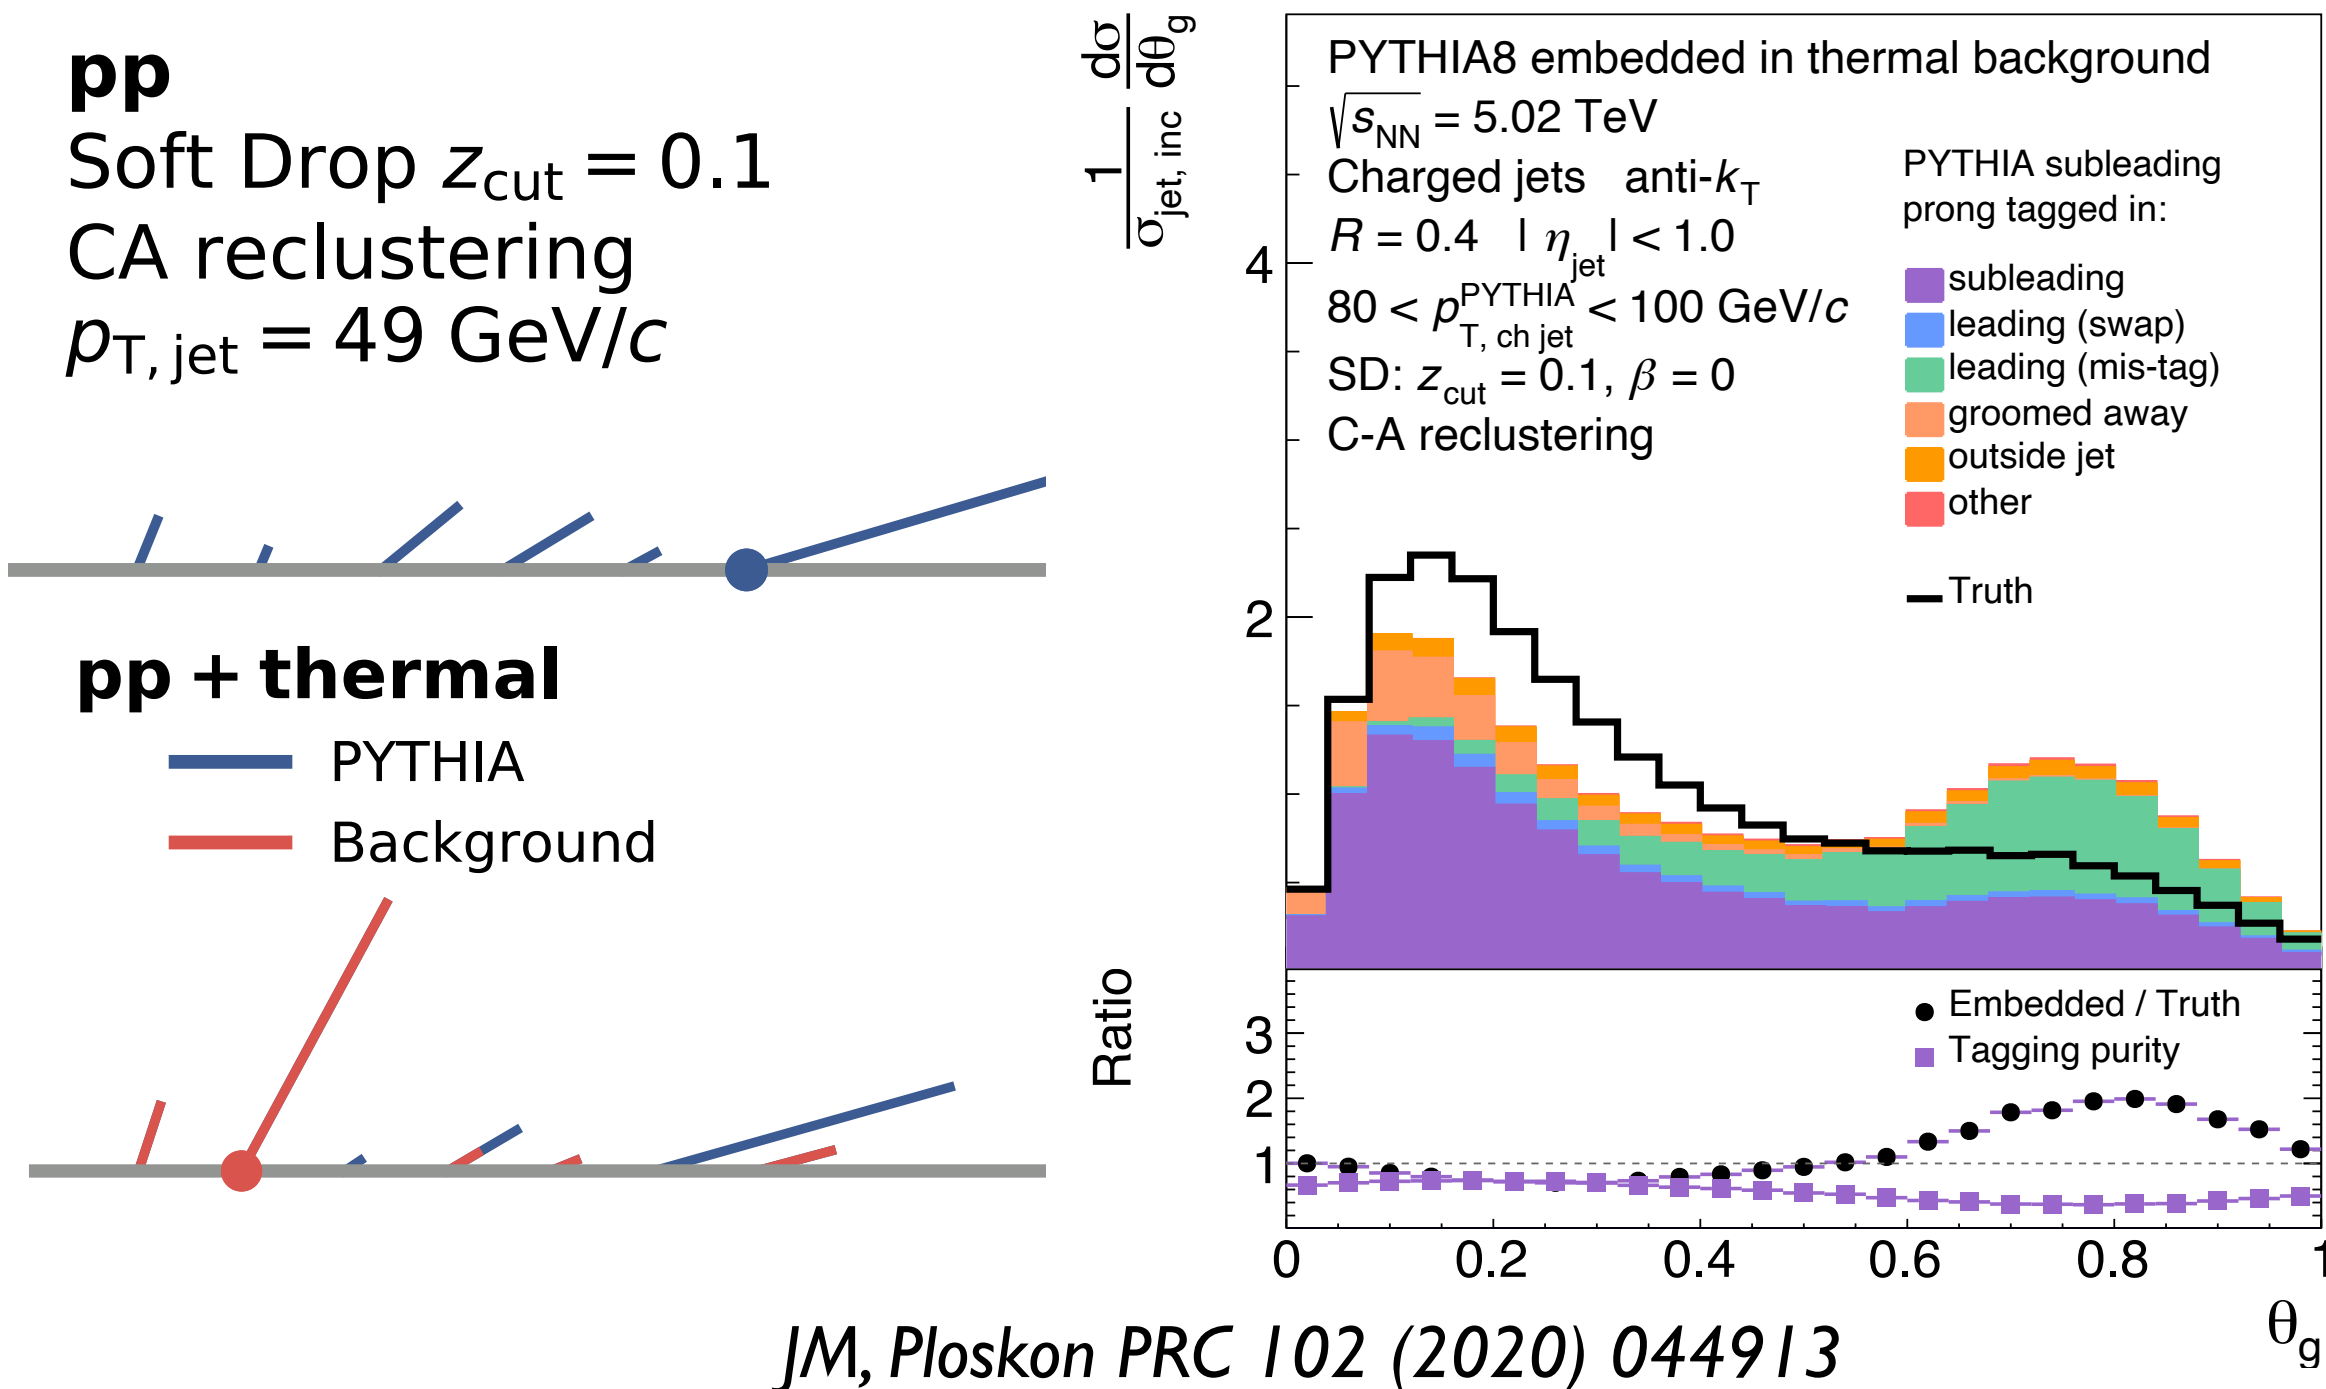 pp
Soft Drop z_cut = 0.1
CA reclustering
p_T, jet = 49 GeV/c
pp + thermal
PYTHIA
Background
1/σ_jet, inc dσ/dθ_g
PYTHIA8 embedded in thermal background
√s_NN = 5.02 TeV
Charged jets anti-k_T
R = 0.4 | η_jet | < 1.0
80 < p_T, ch jet^PYTHIA < 100 GeV/c
SD: z_cut = 0.1, β = 0
C-A reclustering
PYTHIA subleading
prong tagged in:
subleading
leading (swap)
leading (mis-tag)
groomed away
outside jet
other
Truth
4
2
Ratio
Embedded / Truth
Tagging purity
3
2
1
0 0.2 0.4 0.6 0.8 1
θ_g
JM, Ploskon PRC 102 (2020) 044913